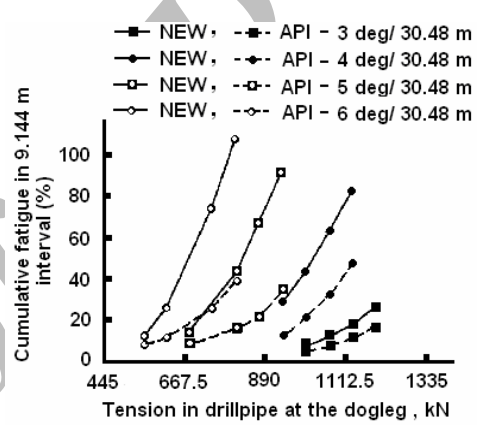 NEW, API - 3 deg/ 30.48 m
NEW, API - 4 deg/ 30.48 m
NEW, API - 5 deg/ 30.48 m
NEW, API - 6 deg/ 30.48 m
Cumulative fatigue in 9.144 m
interval (%)
100
80
60
40
20
0
445 667.5 890 1112.5 1335
Tension in drillpipe at the dogleg , kN